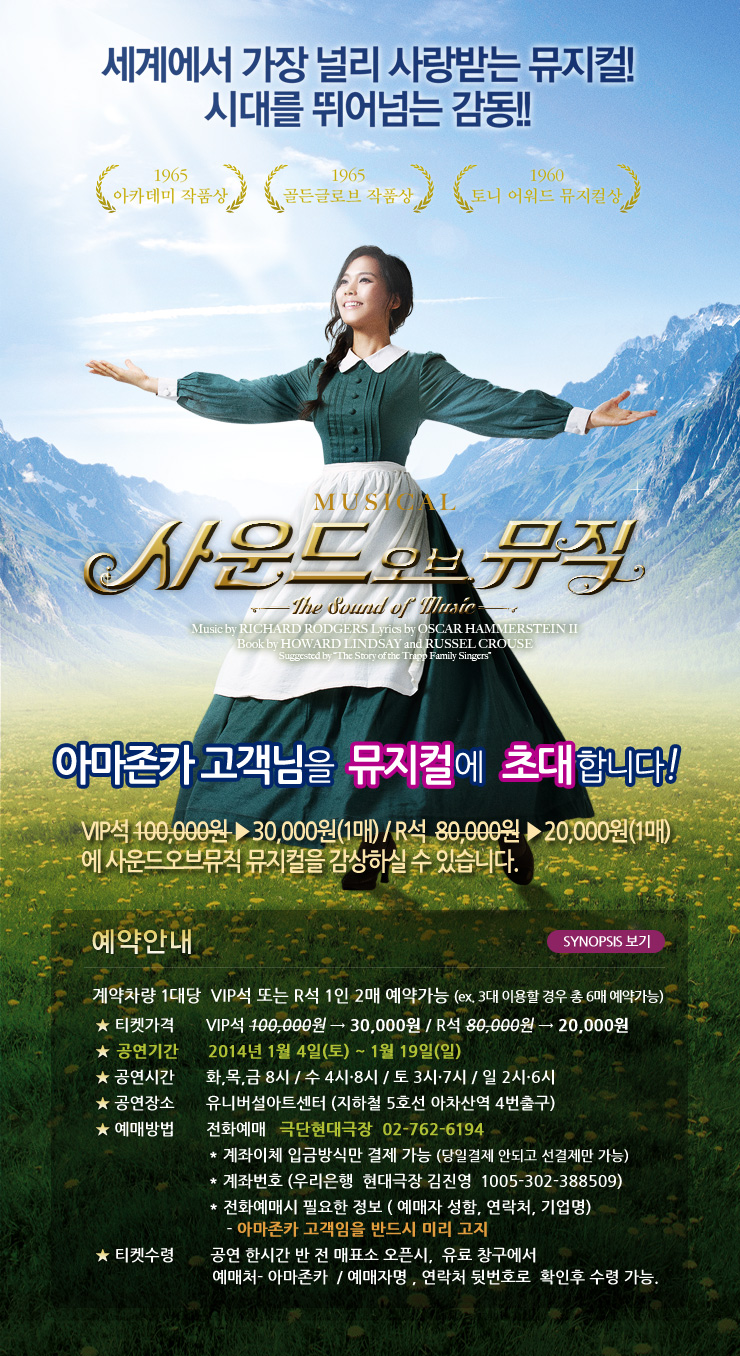 세계에서 가장 널리 사랑받는 뮤지컬!
시대를 뛰어넘는 감동!!
1965
아카데미 작품상
1965
골든글로브 작품상
1960
토니 어워드 뮤지컬상
MUSICAL
사운드오브 뮤직
The Sound of Music
Music by RICHARD RODGERS Lyrics by OSCAR HAMMERSTEIN II
Book by HOWARD LINDSAY and RUSSEL CROUSE
Suggested by "The Story of the Trapp Family Singers"
아마존카 고객님을 뮤지컬에 초대합니다!
VIP석 100,000원 ▶30,000원(1매) / R석 80,000원 ▶20,000원(1매)
에 사운드오브뮤직 뮤지컬을 감상하실 수 있습니다.
예약안내
SYNOPSIS 보기
계약차량 1대당 VIP석 또는 R석 1인 2매 예약가능 (ex, 3대 이용할 경우 총 6매 예약가능)
★ 티켓가격 VIP석 100,000원 → 30,000원 / R석 80,000원 → 20,000원
★ 공연기간 2014년 1월 4일(토) ~ 1월 19일(일)
★ 공연시간 화,목,금 8시 / 수 4시·8시 / 토 3시·7시 / 일 2시·6시
★ 공연장소 유니버설아트센터 (지하철 5호선 아차산역 4번출구)
★ 예매방법 전화예매 극단현대극장 02-762-6194
* 계좌이체 입금방식만 결제 가능 (당일결제 안되고 선결제만 가능)
* 계좌번호 (우리은행 현대극장 김진영 1005-302-388509)
* 전화예매시 필요한 정보 ( 예매자 성함, 연락처, 기업명)
- 아마존카 고객임을 반드시 미리 고지
★ 티켓수령 공연 한시간 반 전 매표소 오픈시, 유료 창구에서
예매처- 아마존카 / 예매자명 , 연락처 뒷번호로 확인후 수령 가능.